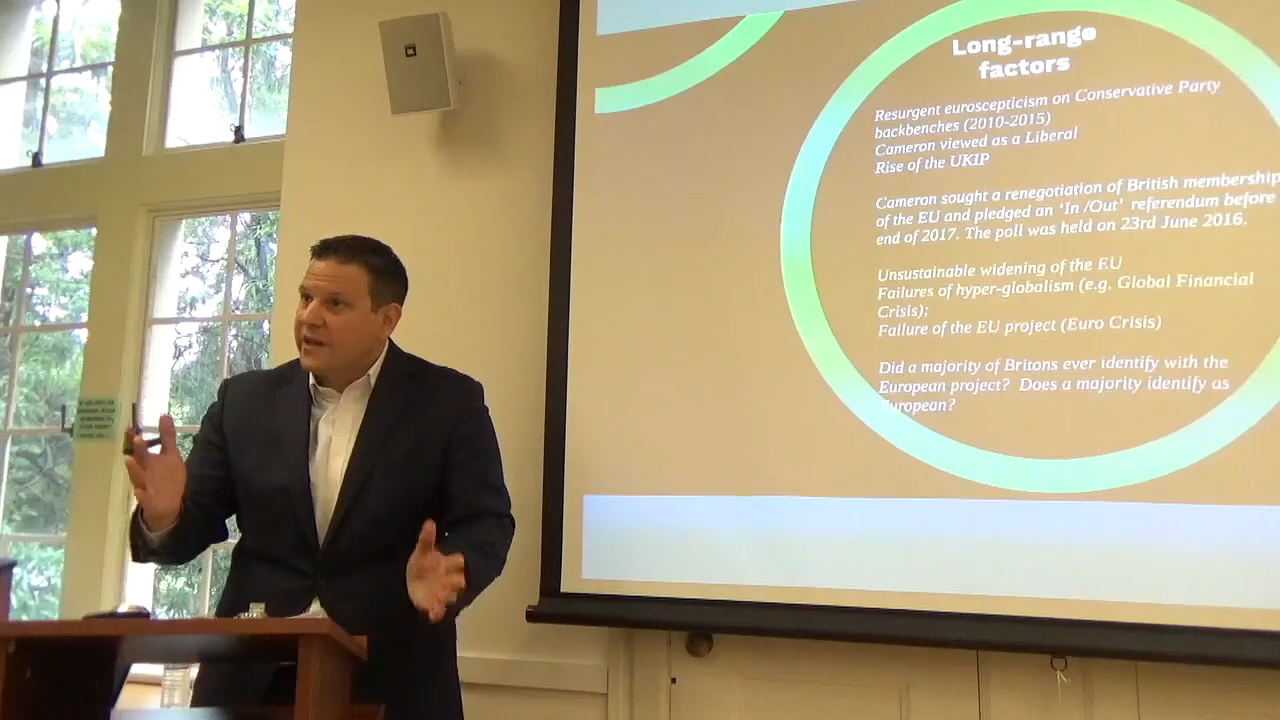 Long-range
factors
Resurgent euroscepticism on Conservative Party
backbenches (2010-2015)
Cameron viewed as a Liberal
Rise of the UKIP
Cameron sought a renegotiation of British membership
of the EU and pledged an 'In /Out' referendum before
end of 2017. The poll was held on 23rd June 2016.
Unsustainable widening of the EU
Failures of hyper-globalism (e.g. Global Financial
Crisis);
Failure of the EU project (Euro Crisis)
Did a majority of Britons ever identify with the
European project? Does a majority identify as
European?